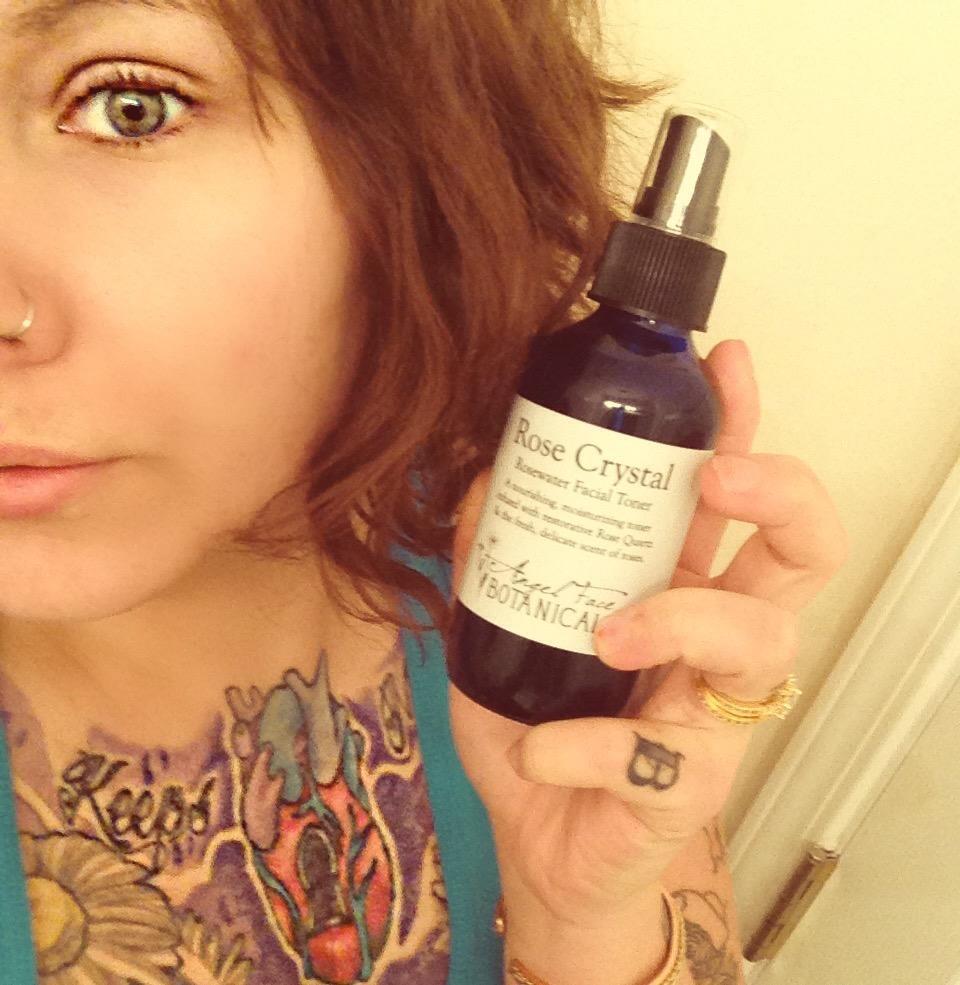 Rose Crystal
Rosewater Facial Toner
A nourishing, moisturizing toner
infused with restorative Rose Quartz
& the fresh, delicate scent of roses.
Angel Face
BOTANICAL
Keeps
B